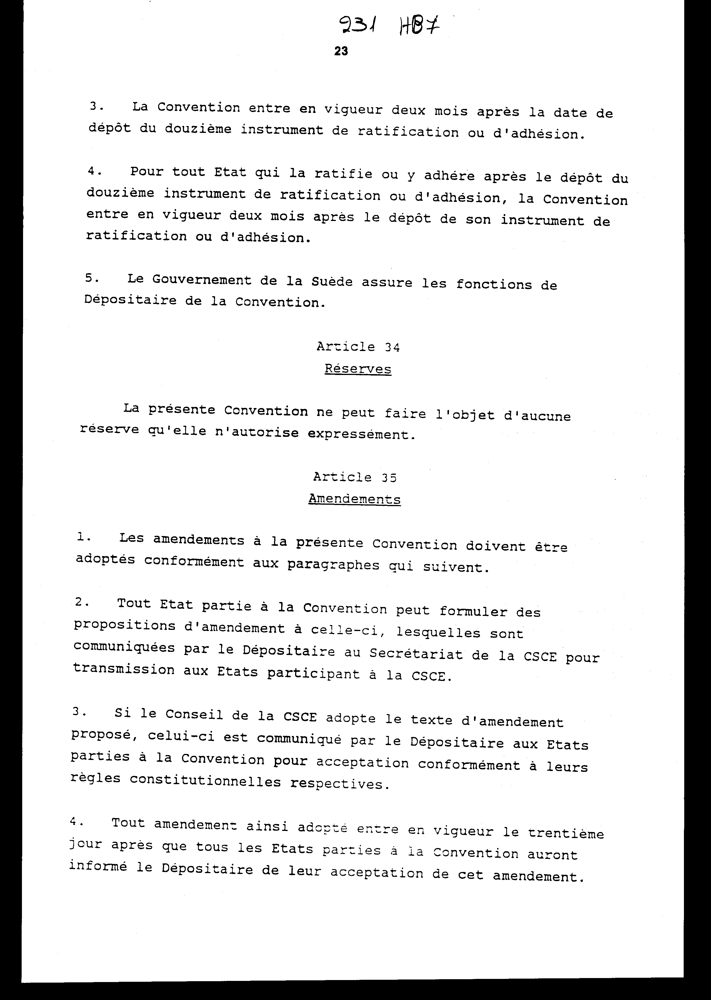 931 HB7
23
3. La Convention entre en vigueur deux mois après la date de
dépôt du douzième instrument de ratification ou d'adhésion.
4. Pour tout Etat qui la ratifie ou y adhére après le dépôt du
douzième instrument de ratification ou d'adhésion, la Convention
entre en vigueur deux mois après le dépôt de son instrument de
ratification ou d'adhésion.
5. Le Gouvernement de la Suède assure les fonctions de
Dépositaire de la Convention.
Article 34
Réserves
La présente Convention ne peut faire l'objet d'aucune
réserve qu'elle n'autorise expressément.
Article 35
Amendements
1. Les amendements à la présente Convention doivent être
adoptés conformément aux paragraphes qui suivent.
2. Tout Etat partie à la Convention peut formuler des
propositions d'amendement à celle-ci, lesquelles sont
communiquées par le Dépositaire au Secrétariat de la CSCE pour
transmission aux Etats participant à la CSCE.
3. Si le Conseil de la CSCE adopte le texte d'amendement
proposé, celui-ci est communiqué par le Dépositaire aux Etats
parties à la Convention pour acceptation conformément à leurs
règles constitutionnelles respectives.
4. Tout amendement ainsi adopté entre en vigueur le trentième
jour après que tous les Etats parties à la Convention auront
informé le Dépositaire de leur acceptation de cet amendement.